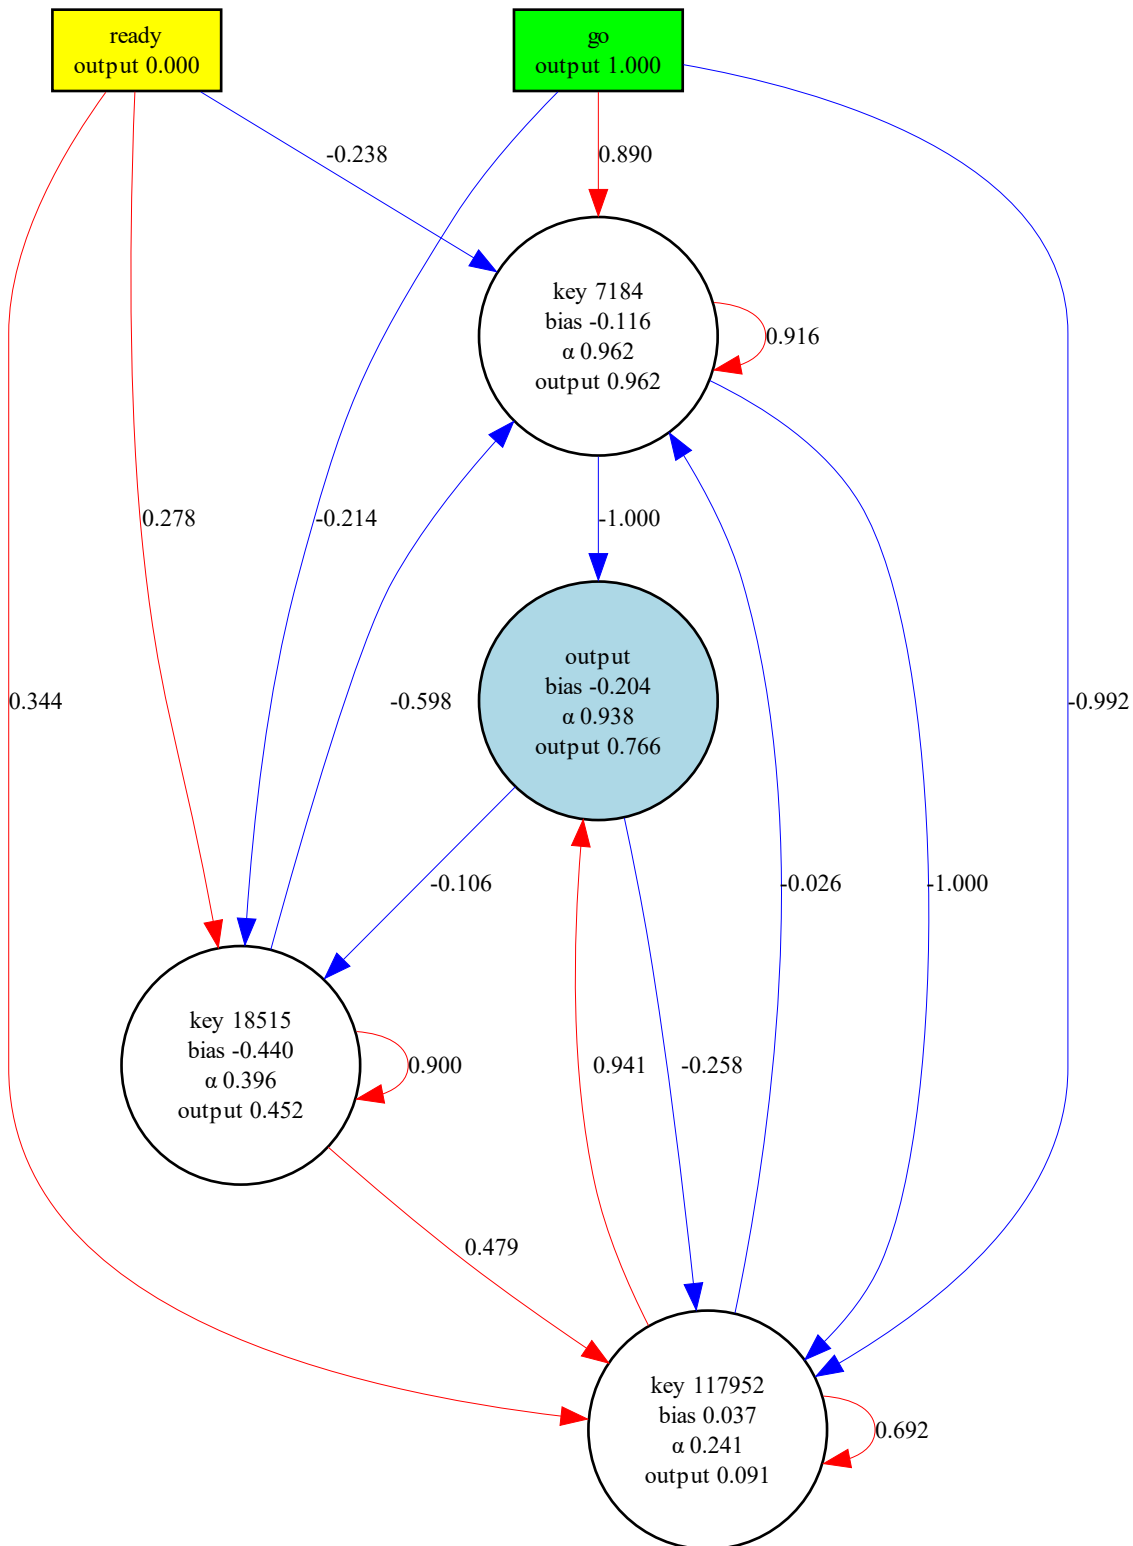 ready
output 0.000
go
output 1.000
-0.238
0.890
key 7184
bias -0.116
α 0.962
output 0.962
0.916
0.278
-0.214
-1.000
0.344
-0.598
output
bias -0.204
α 0.938
output 0.766
-0.992
-0.106
-0.026
-1.000
key 18515
bias -0.440
α 0.396
output 0.452
0.900
0.941
-0.258
0.479
key 117952
bias 0.037
α 0.241
output 0.091
0.692